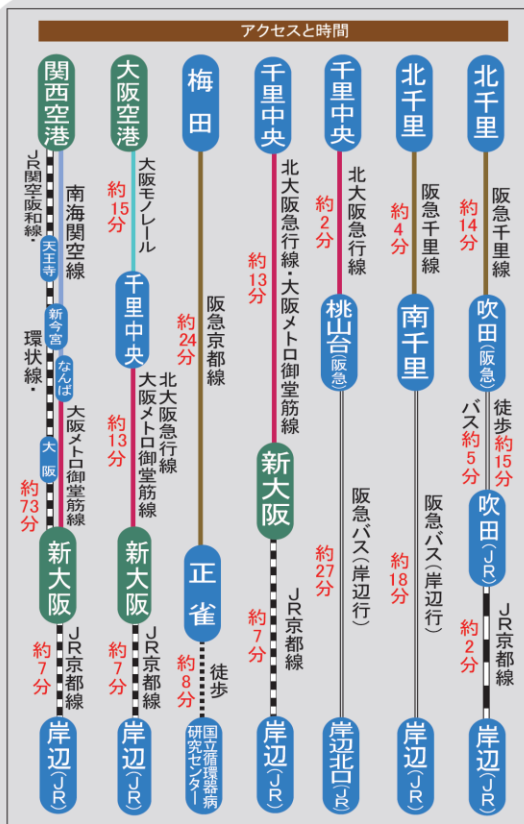 アクセスと時間
北千里
阪急千里線
約14分
吹田(阪急)
徒歩約15分
バス約5分
吹田(JR)
JR京都線
約2分
岸辺(JR)
北千里
阪急千里線
約4分
南千里
阪急バス(岸辺行)
約18分
岸辺(JR)
千里中央
北大阪急行線
約2分
桃山台(阪急)
阪急バス(岸辺行)
約27分
岸辺北口(JR)
千里中央
北大阪急行線・大阪メトロ御堂筋線
約13分
新大阪
JR京都線
約7分
岸辺(JR)
梅田
阪急京都線
約24分
正雀
徒歩
約8分
国立循環器病
研究センター
大阪空港
大阪モノレール
約15分
千里中央
北大阪急行線
大阪メトロ御堂筋線
約13分
新大阪
JR京都線
約7分
岸辺(JR)
関西空港
南海関空線
JR関空阪和線・
天王寺
新今宮
なんば
環状線・
大阪メトロ御堂筋線
大阪
約73分
新大阪
JR京都線
約7分
岸辺(JR)